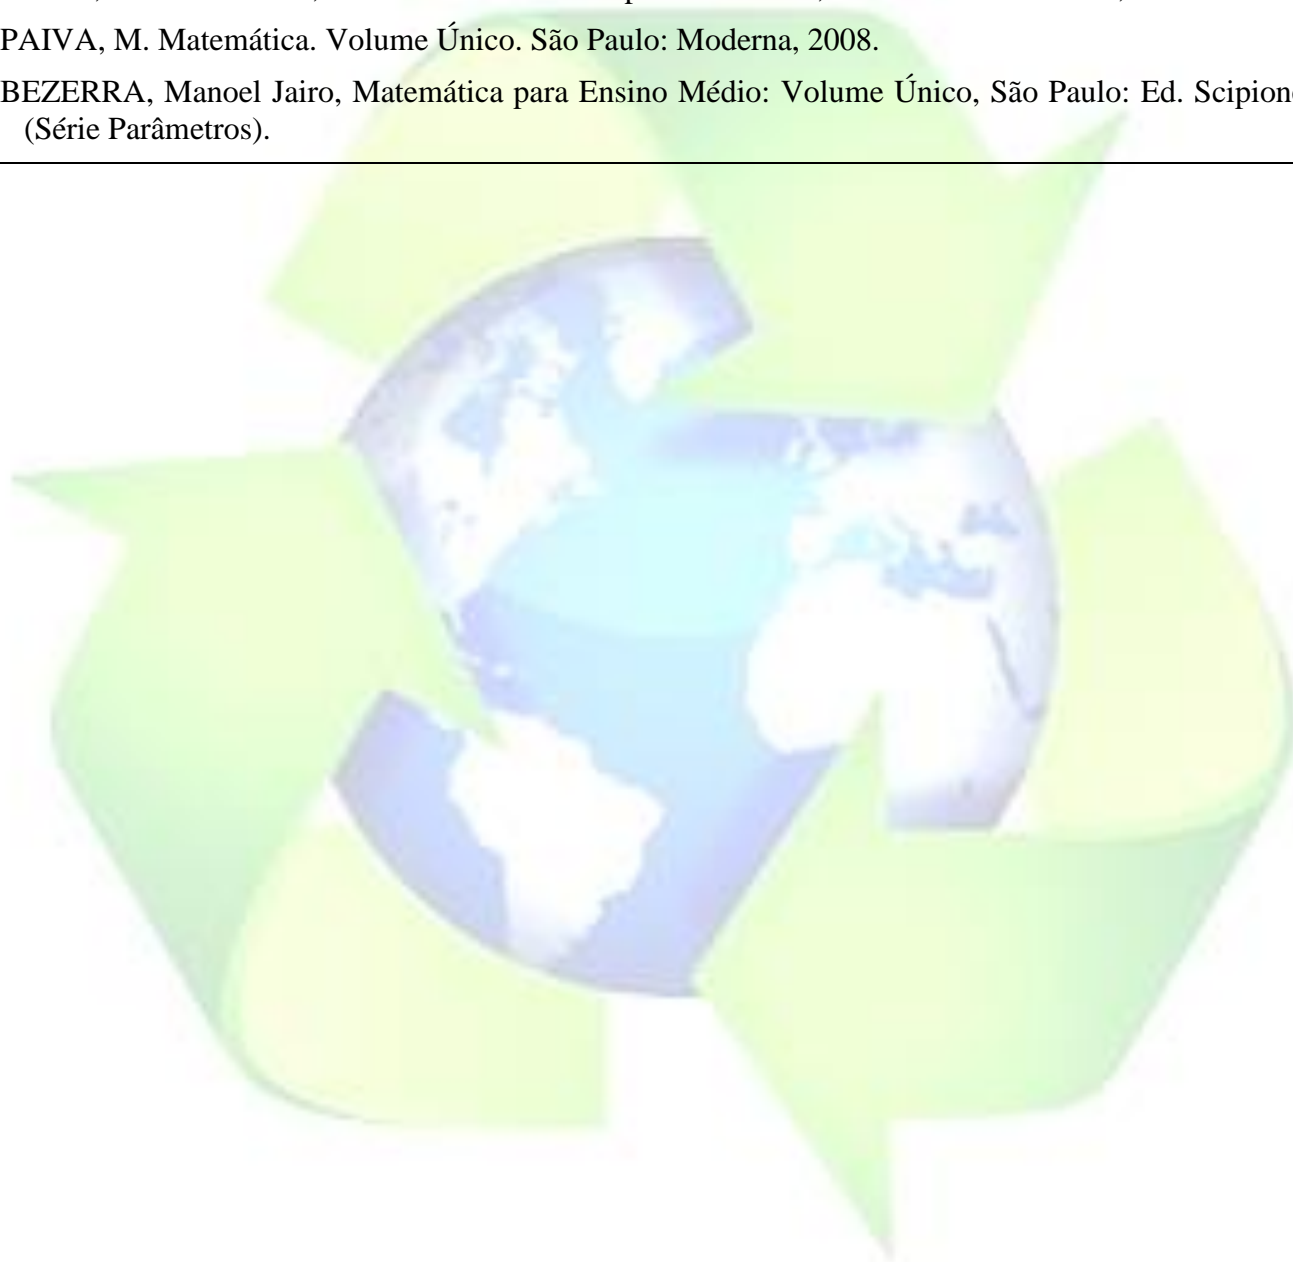 PAIVA, M. Matemática. Volume Único. São Paulo: Moderna, 2008.
BEZERRA, Manoel Jairo, Matemática para Ensino Médio: Volume Único, São Paulo: Ed. Scipione
(Série Parâmetros).